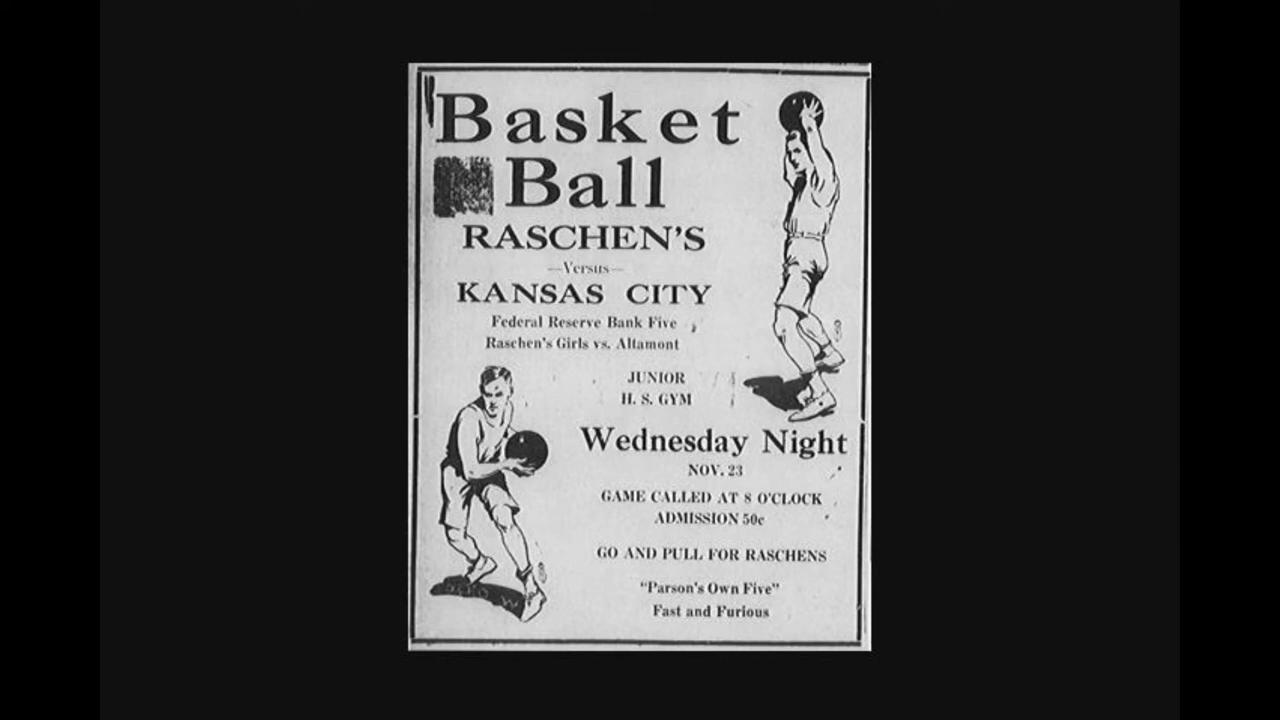 Basket
Ball
RASCHEN'S
—Versus—
KANSAS CITY
Federal Reserve Bank Five
Raschen's Girls vs. Altamont
JUNIOR
H. S. GYM
Wednesday Night
NOV. 23
GAME CALLED AT 8 O'CLOCK
ADMISSION 50c
GO AND PULL FOR RASCHENS
"Parson's Own Five"
Fast and Furious